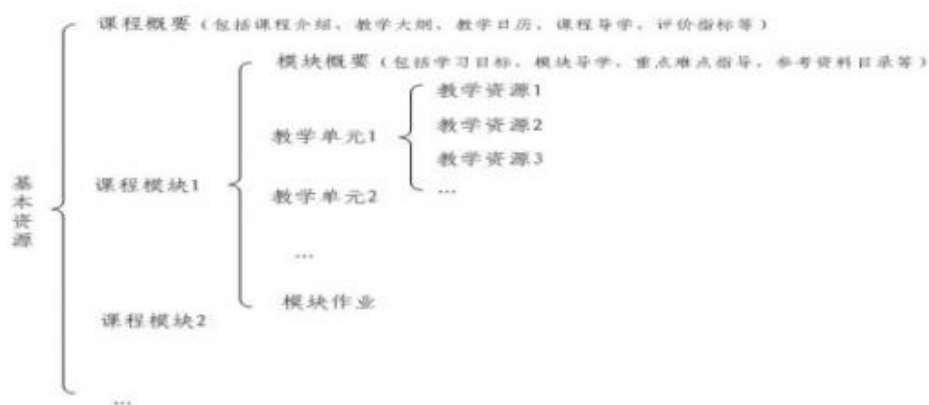 课程概要（包括课程介绍、教学大纲、教学日历、课程导学、评价指标等）
模块概要（包括学习目标、模块导学、重点难点指导、参考资料目录等）
教学资源1
教学单元1
教学资源2
教学资源3
...
基本资源
课程模块1
教学单元2
...
模块作业
课程模块2
...